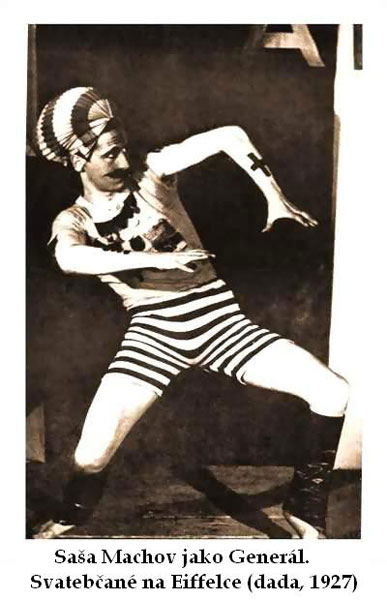 A
Saša Machov jako Generál.
Svatebčané na Eiffelce (dada, 1927)